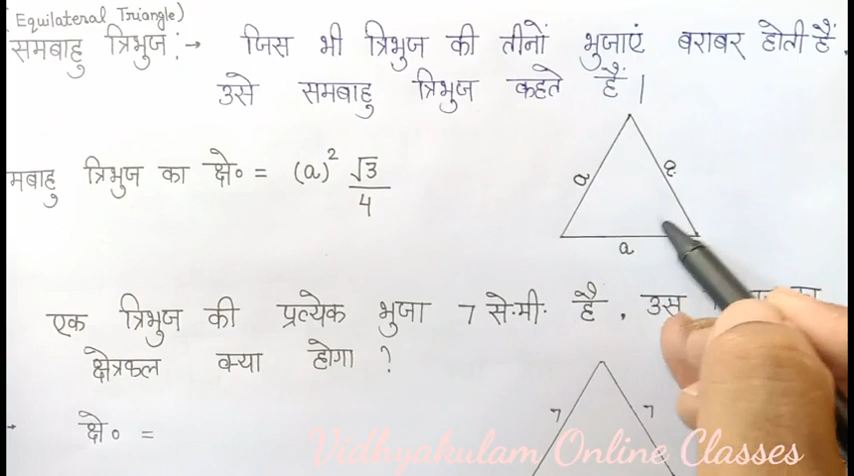 Equilateral Triangle)
समबाहु त्रिभुज :→ जिस भी त्रिभुज की तीनों भुजाएं बराबर होती हैं,
उसे समबाहु त्रिभुज कहते हैं।
मबाहु त्रिभुज का क्षे० = (a)² √3/4
a
a
a
एक त्रिभुज की प्रत्येक भुजा 7 से.मी. है, उस
क्षेत्रफल क्या होगा ?
7
7
क्षे० =
Vidhyakulam Online Classes